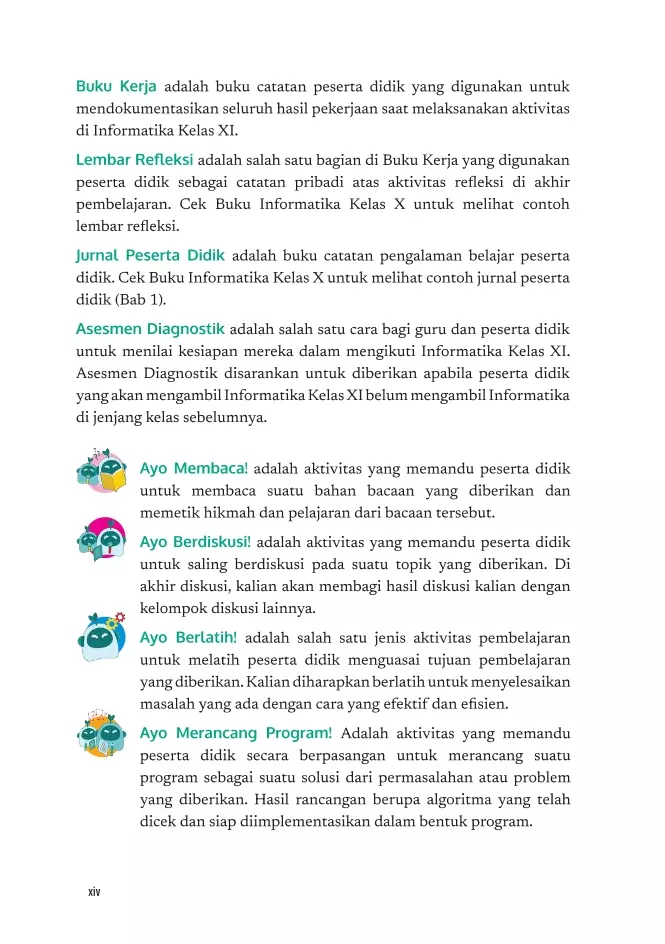 Buku Kerja adalah buku catatan peserta didik yang digunakan untuk
mendokumentasikan seluruh hasil pekerjaan saat melaksanakan aktivitas
di Informatika Kelas XI.
Lembar Refleksi adalah salah satu bagian di Buku Kerja yang digunakan
peserta didik sebagai catatan pribadi atas aktivitas refleksi di akhir
pembelajaran. Cek Buku Informatika Kelas X untuk melihat contoh
lembar refleksi.
Jurnal Peserta Didik adalah buku catatan pengalaman belajar peserta
didik. Cek Buku Informatika Kelas X untuk melihat contoh jurnal peserta
didik (Bab 1).
Asesmen Diagnostik adalah salah satu cara bagi guru dan peserta didik
untuk menilai kesiapan mereka dalam mengikuti Informatika Kelas XI.
Asesmen Diagnostik disarankan untuk diberikan apabila peserta didik
yang akan mengambil Informatika Kelas XI belum mengambil Informatika
di jenjang kelas sebelumnya.
Ayo Membaca! adalah aktivitas yang memandu peserta didik
untuk membaca suatu bahan bacaan yang diberikan dan
memetik hikmah dan pelajaran dari bacaan tersebut.
Ayo Berdiskusi! adalah aktivitas yang memandu peserta didik
untuk saling berdiskusi pada suatu topik yang diberikan. Di
akhir diskusi, kalian akan membagi hasil diskusi kalian dengan
kelompok diskusi lainnya.
Ayo Berlatih! adalah salah satu jenis aktivitas pembelajaran
untuk melatih peserta didik menguasai tujuan pembelajaran
yang diberikan. Kalian diharapkan berlatih untuk menyelesaikan
masalah yang ada dengan cara yang efektif dan efisien.
Ayo Merancang Program! Adalah aktivitas yang memandu
peserta didik secara berpasangan untuk merancang suatu
program sebagai suatu solusi dari permasalahan atau problem
yang diberikan. Hasil rancangan berupa algoritma yang telah
dicek dan siap diimplementasikan dalam bentuk program.
xiv